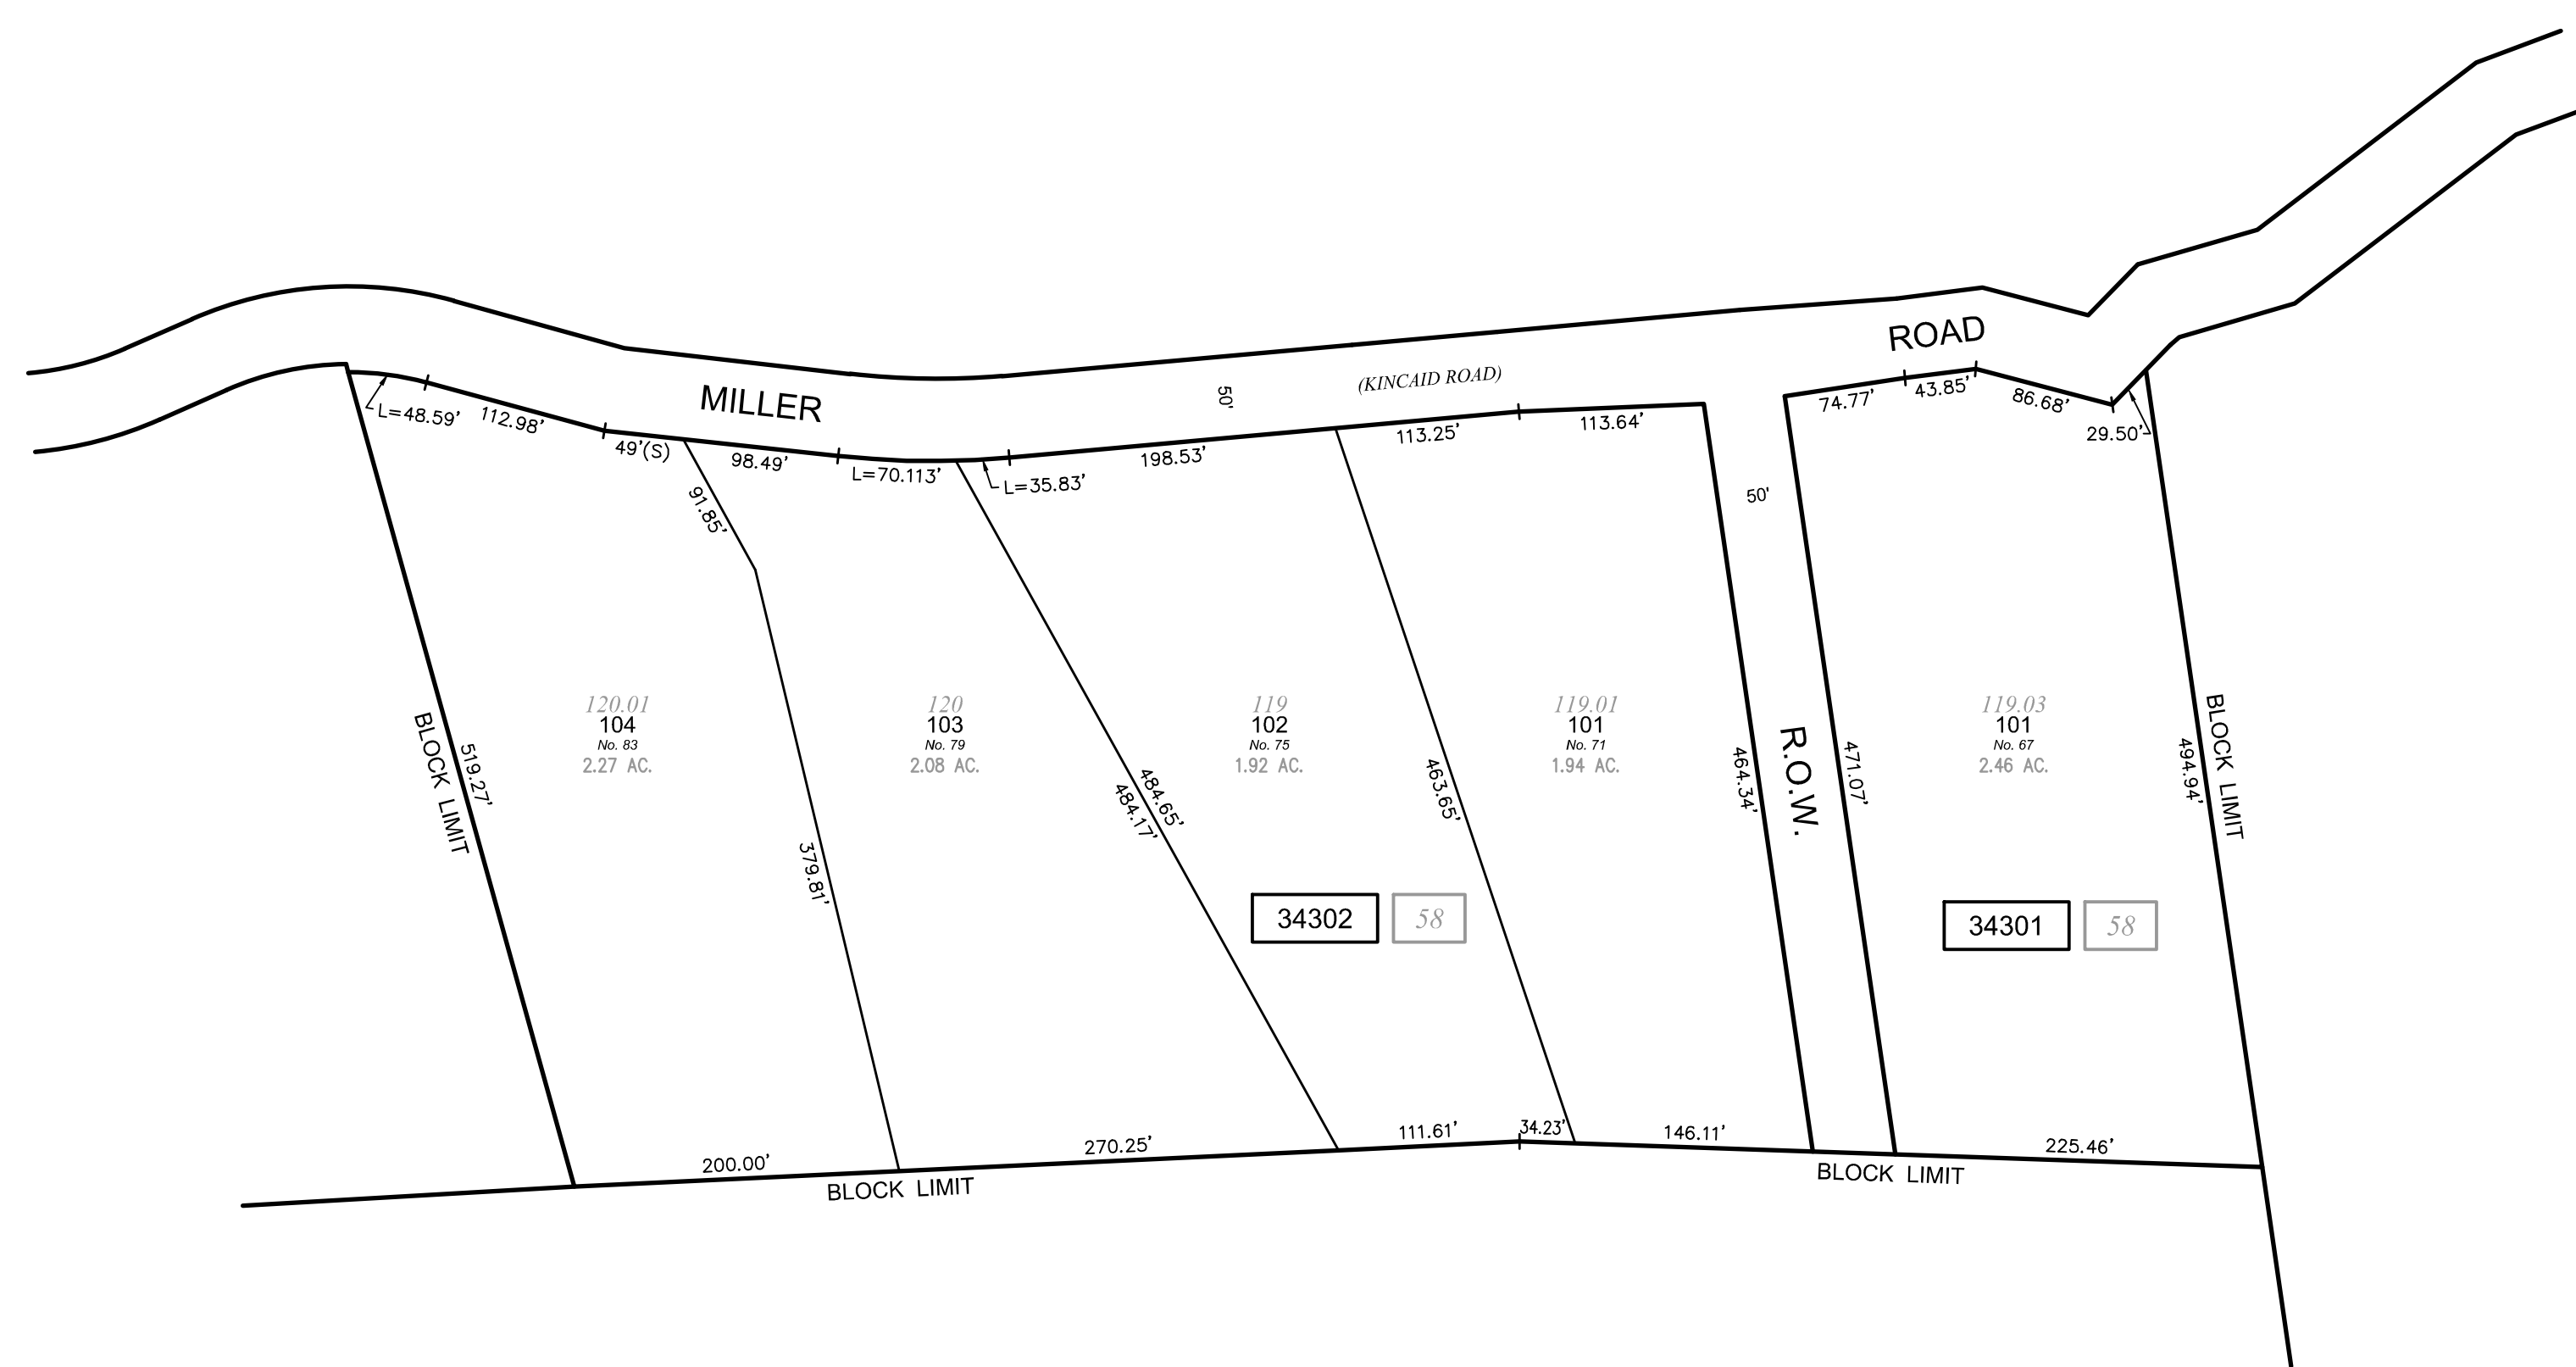 MILLER
ROAD
(KINCAID ROAD)
50'
L=48.59'
112.98'
49'(S)
98.49'
L=70.113'
L=35.83'
198.53'
113.25'
113.64'
74.77'
43.85'
86.68'
29.50'
50'
91.85'
BLOCK LIMIT
519.27'
120.01
104
No. 83
2.27 AC.
379.81'
120
103
No. 79
2.08 AC.
484.65'
484.17'
119
102
No. 75
1.92 AC.
463.65'
119.01
101
No. 71
1.94 AC.
464.34'
R.O.W.
471.07'
119.03
101
No. 67
2.46 AC.
494.94'
BLOCK LIMIT
34302
58
34301
58
200.00'
270.25'
111.61'
34.23'
146.11'
225.46'
BLOCK LIMIT
BLOCK LIMIT